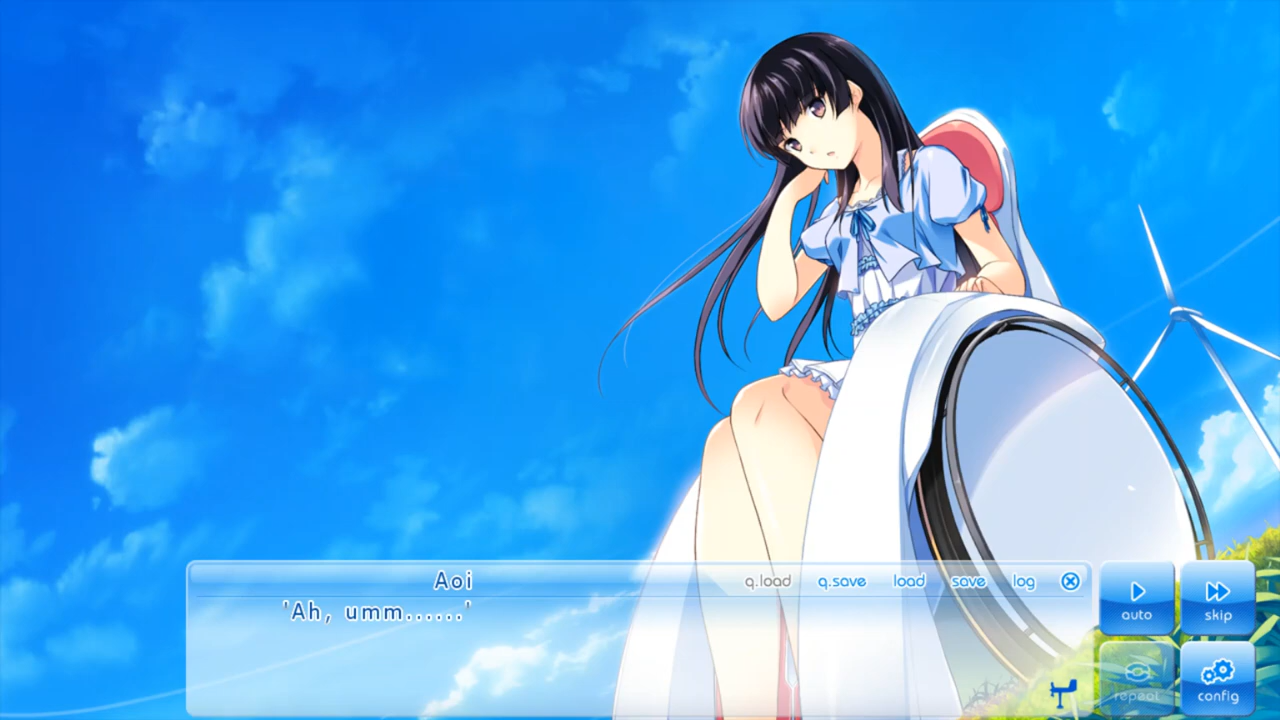 Aoi
q.load q.save load save log
'Ah, umm......'
auto
skip
repeat
config